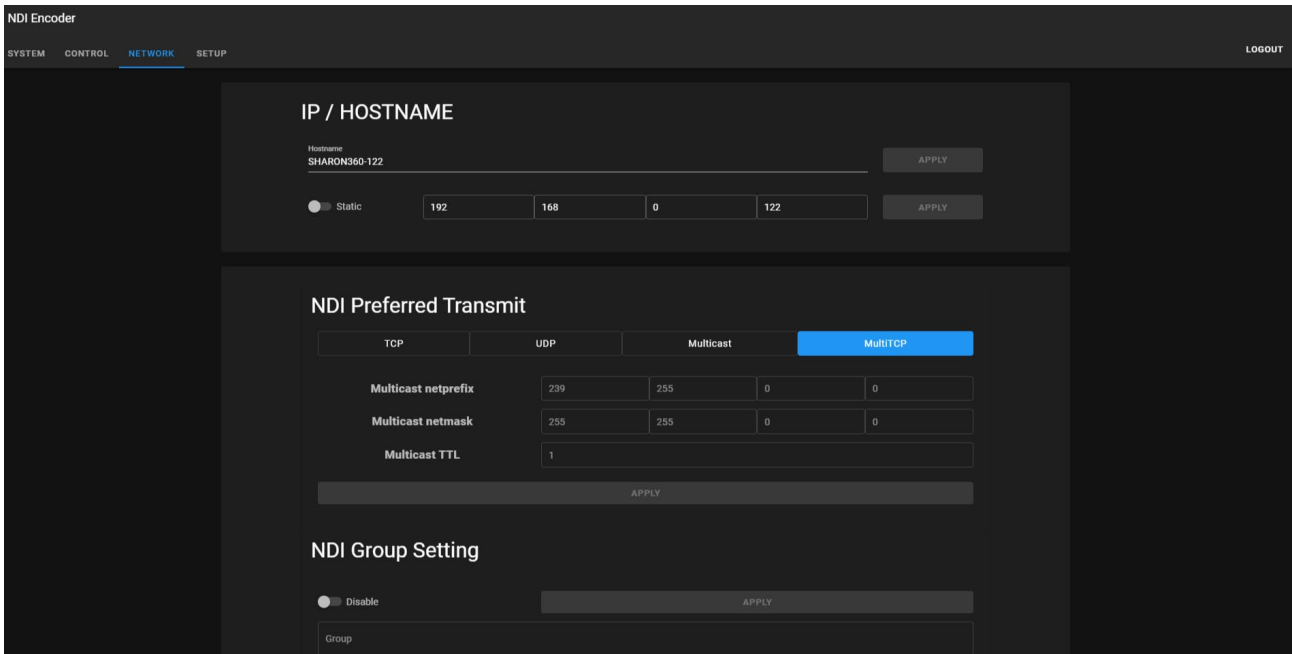 NDI Encoder
SYSTEM CONTROL NETWORK SETUP LOGOUT
IP / HOSTNAME
Hostname
SHARON360-122 APPLY
Static 192 168 0 122 APPLY
NDI Preferred Transmit
TCP UDP Multicast MultiTCP
Multicast netprefix 239 255 0 0
Multicast netmask 255 255 0 0
Multicast TTL 1
APPLY
NDI Group Setting
Disable APPLY
Group